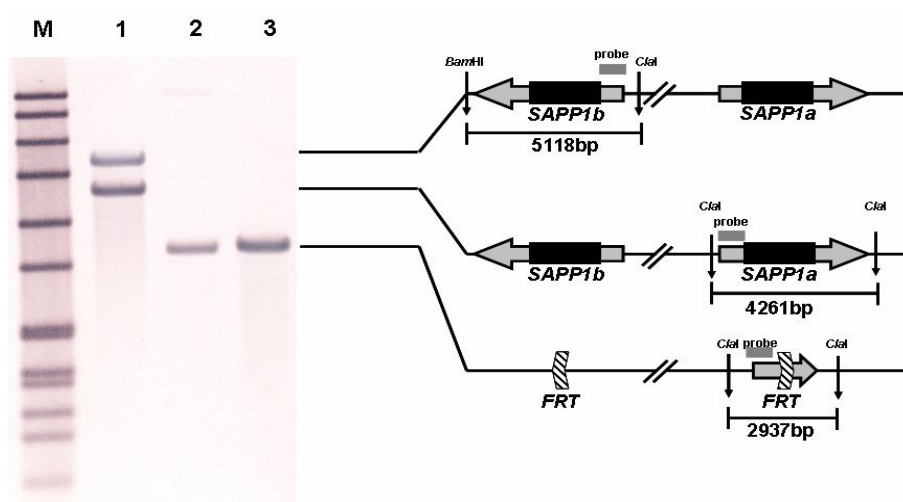 M 1 2 3
probe
BamHI ClaI
SAPP1b SAPP1a
5118bp
ClaI ClaI
probe
SAPP1b SAPP1a
4261bp
ClaI probe ClaI
FRT FRT
2937bp